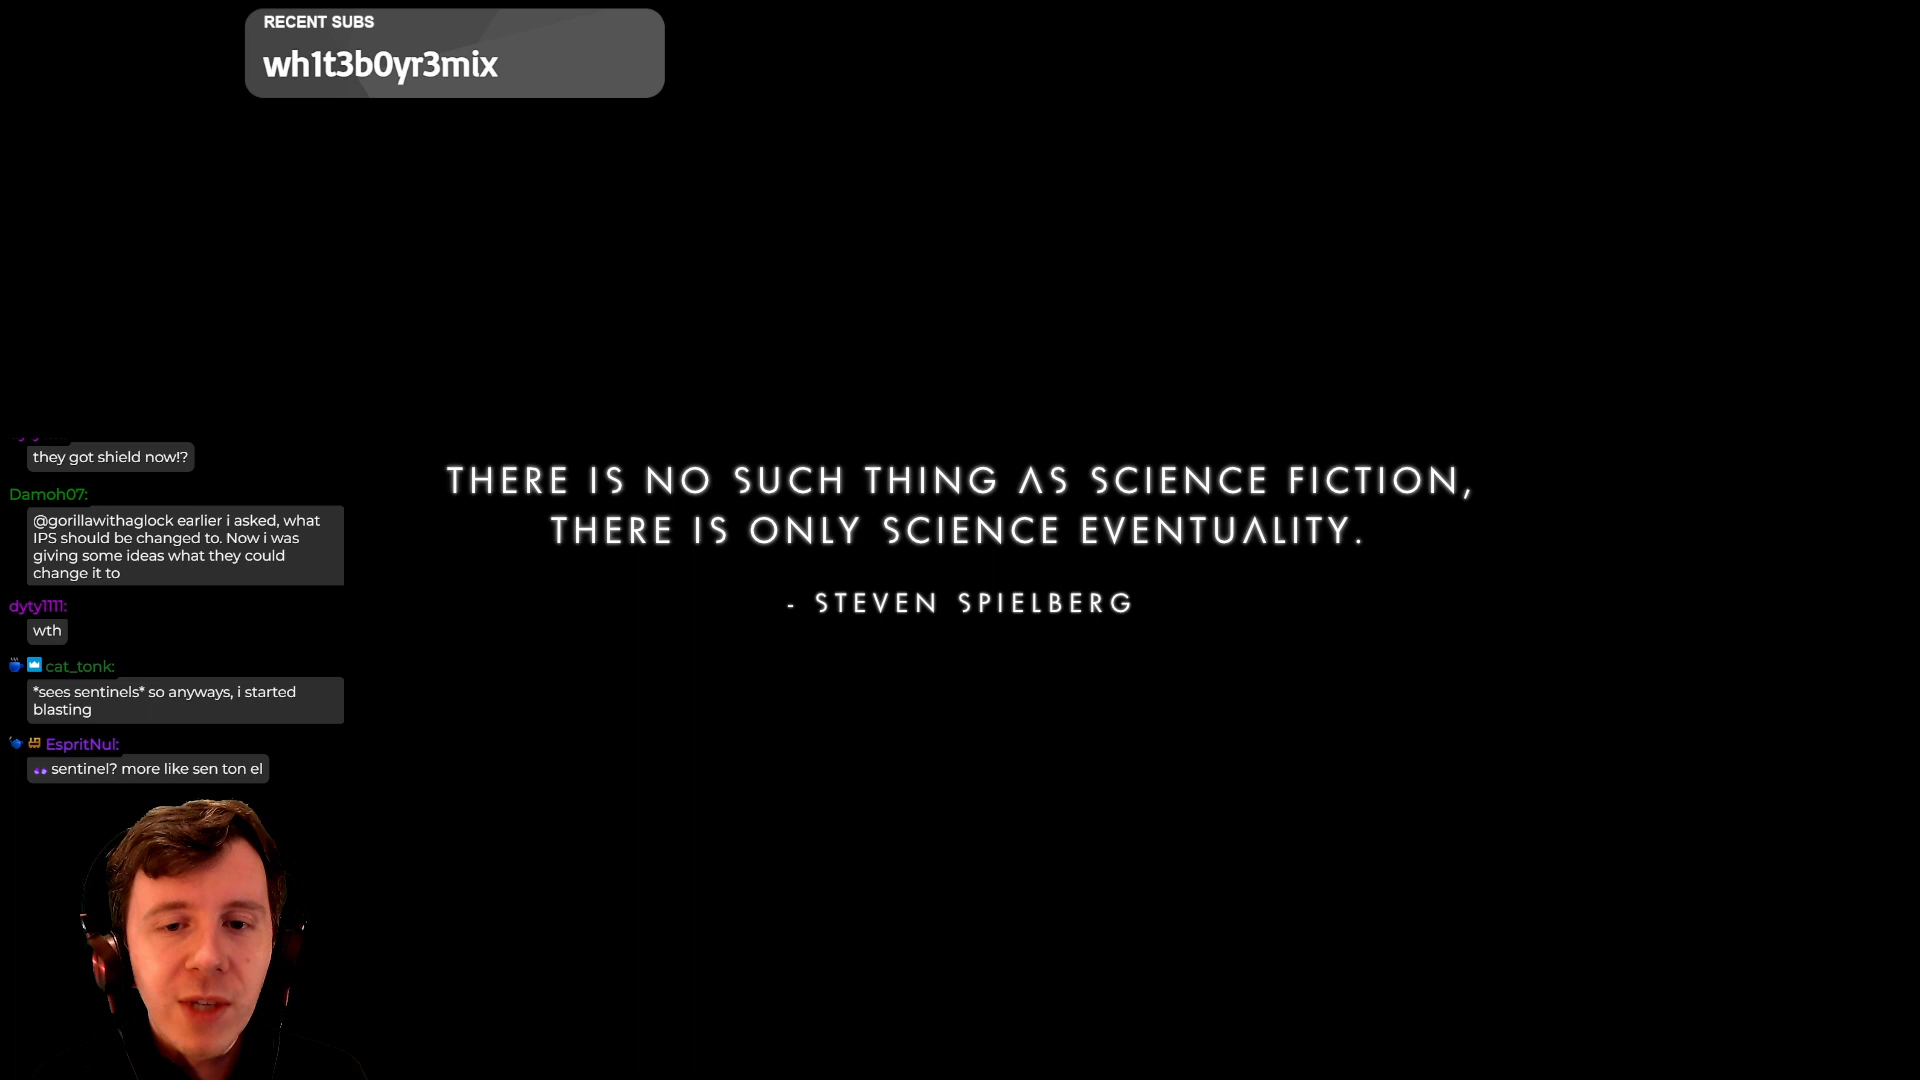 RECENT SUBS
wh1t3b0yr3mix
they got shield now!?
Damoh07:
@gorillawithaglock earlier i asked, what
IPS should be changed to. Now i was
giving some ideas what they could
change it to
dyty1111:
wth
cat_tonk:
*sees sentinels* so anyways, i started
blasting
EspritNul:
sentinel? more like sen ton el
THERE IS NO SUCH THING AS SCIENCE FICTION,
THERE IS ONLY SCIENCE EVENTUALITY.
- STEVEN SPIELBERG